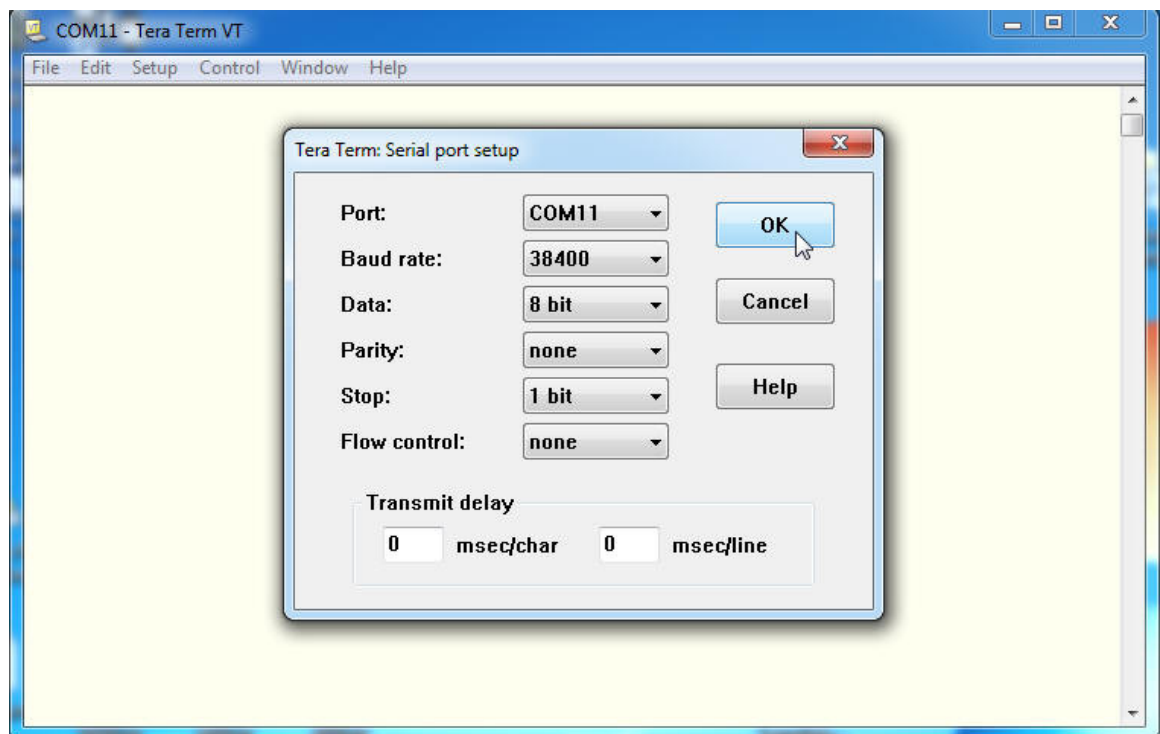 COM11 - Tera Term VT
File Edit Setup Control Window Help
Tera Term: Serial port setup
Port: COM11 OK
Baud rate: 38400
Data: 8 bit Cancel
Parity: none
Stop: 1 bit Help
Flow control: none
Transmit delay
0 msec/char 0 msec/line